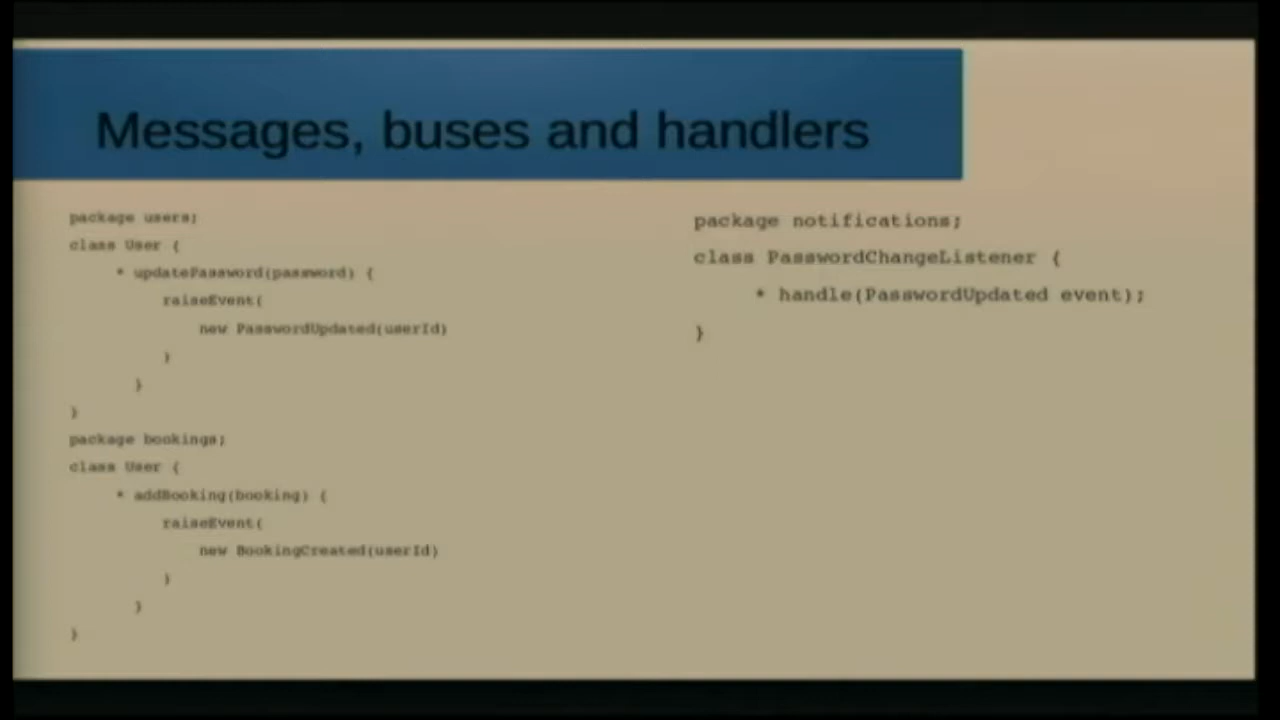 Messages, buses and handlers
package users;
class User {
* updatePassword(password) {
raiseEvent(
new PasswordUpdated(userId)
)
}
}
package bookings;
class User {
* addBooking(booking) {
raiseEvent(
new BookingCreated(userId)
)
}
}
package notifications;
class PasswordChangeListener {
* handle(PasswordUpdated event);
}